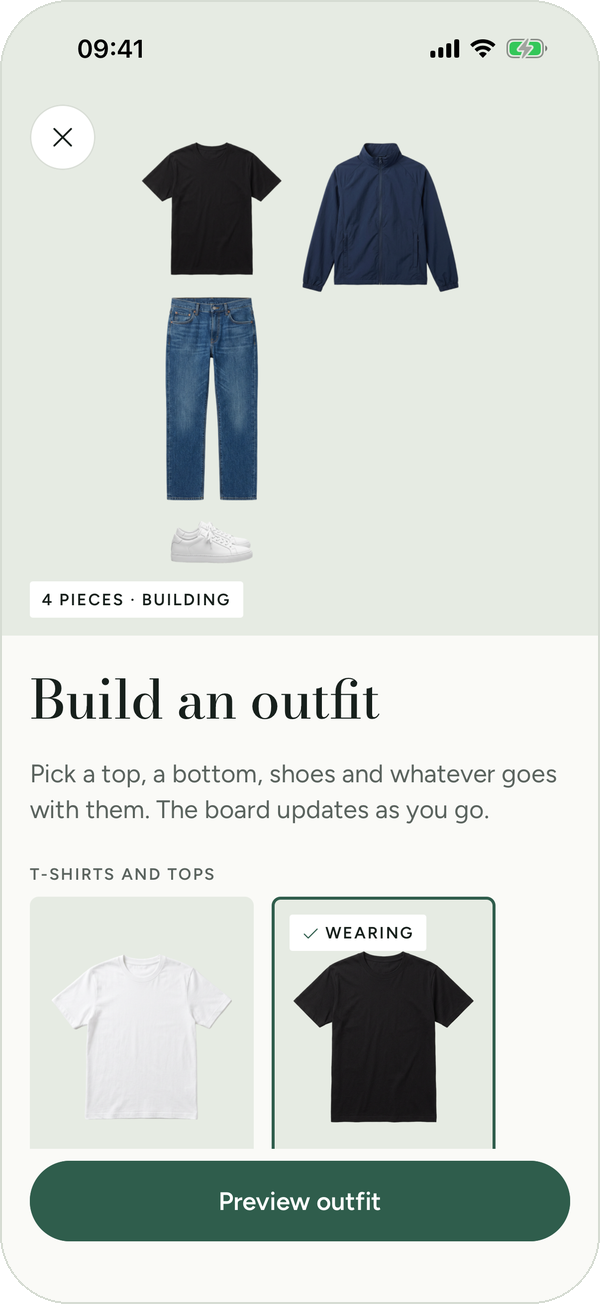 09:41
4 PIECES · BUILDING
Build an outfit
Pick a top, a bottom, shoes and whatever goes
with them. The board updates as you go.
T-SHIRTS AND TOPS
WEARING
Preview outfit